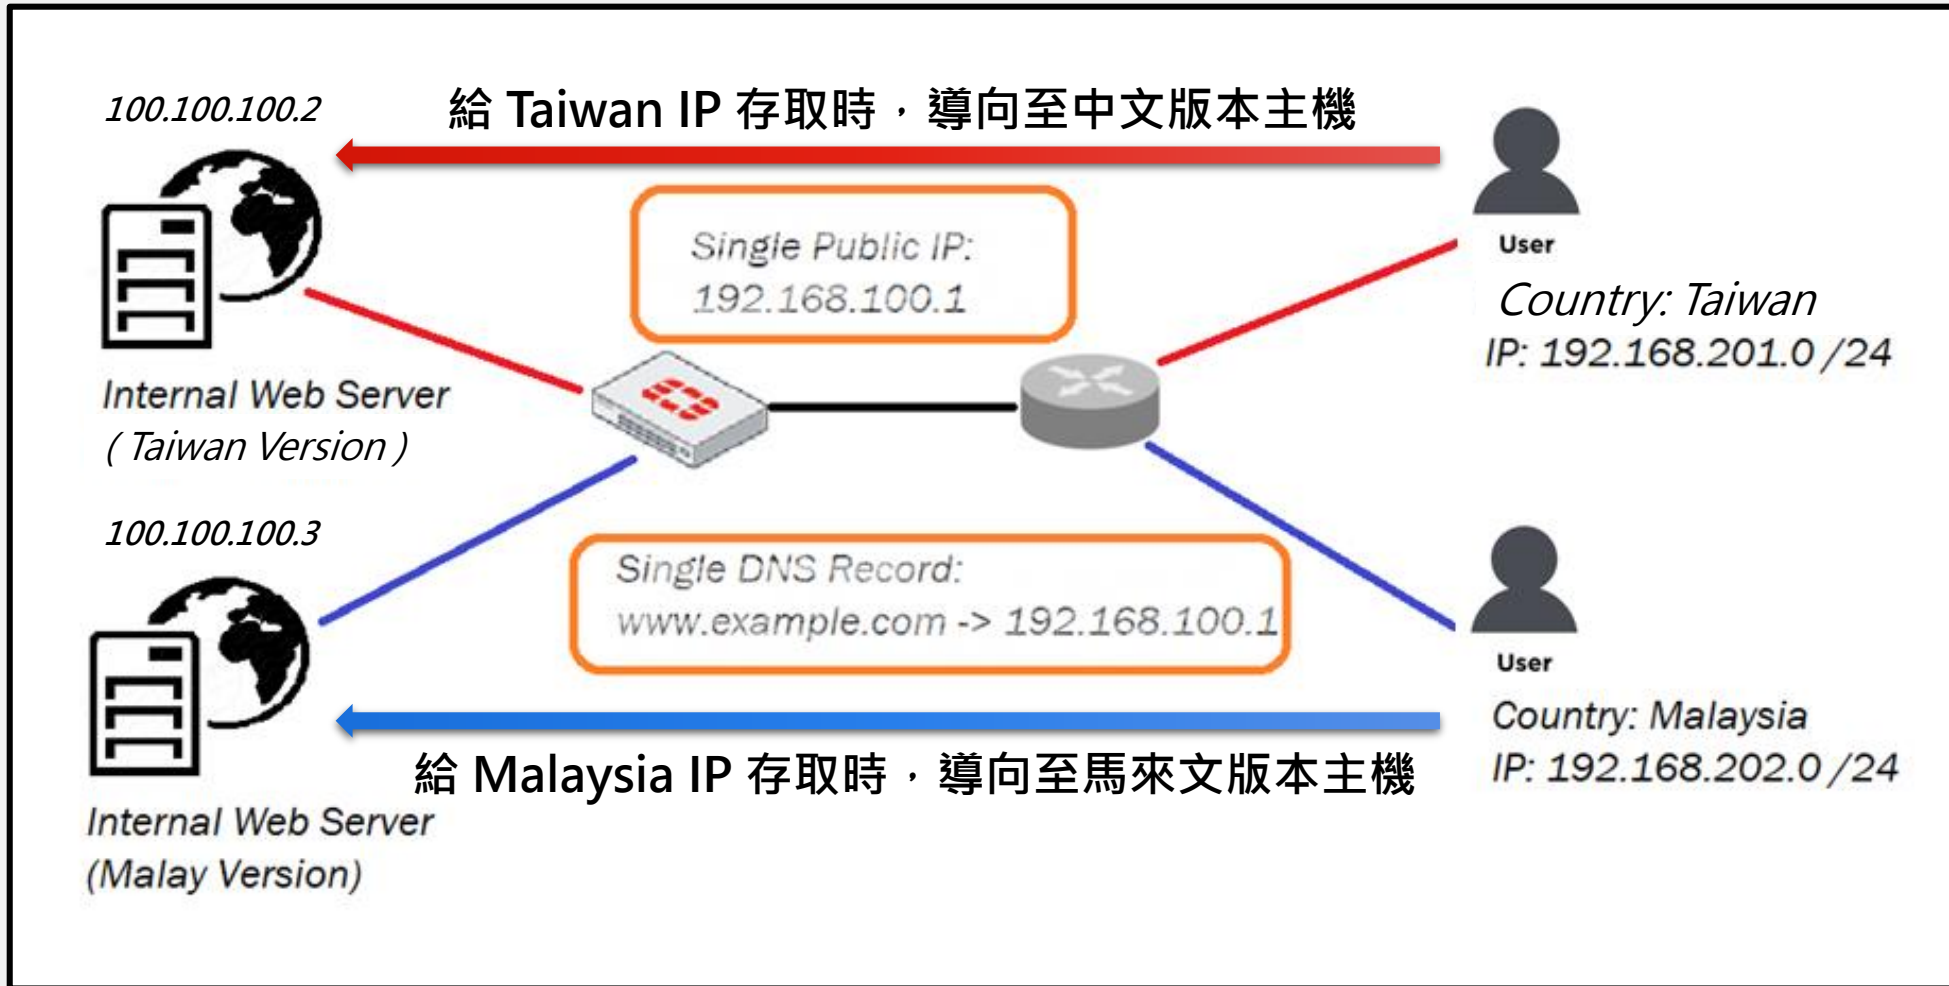 100.100.100.2
給 Taiwan IP 存取時，導向至中文版本主機
Single Public IP:
192.168.100.1
User
Country: Taiwan
IP: 192.168.201.0 /24
Internal Web Server
( Taiwan Version )
100.100.100.3
Single DNS Record:
www.example.com -> 192.168.100.1
User
Country: Malaysia
IP: 192.168.202.0 /24
給 Malaysia IP 存取時，導向至馬來文版本主機
Internal Web Server
(Malay Version)